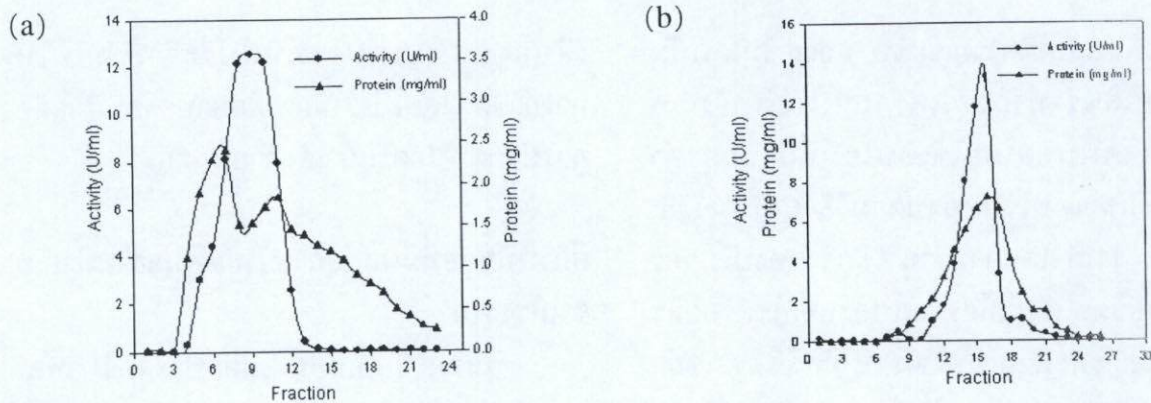 (a)
14
12
10
8
6
4
2
0
Activity (U/ml)
4.0
3.5
3.0
2.5
2.0
1.5
1.0
0.5
0.0
Protein (mg/ml)
Activity (U/ml)
Protein (mg/ml)
0 3 6 9 12 15 18 21 24
Fraction
(b)
16
14
12
10
8
6
4
2
0
Activity (U/ml)
Protein (mg/ml)
Activity (U/ml)
Protein (mg/ml)
0 3 6 9 12 15 18 21 24 27 30 33
Fraction